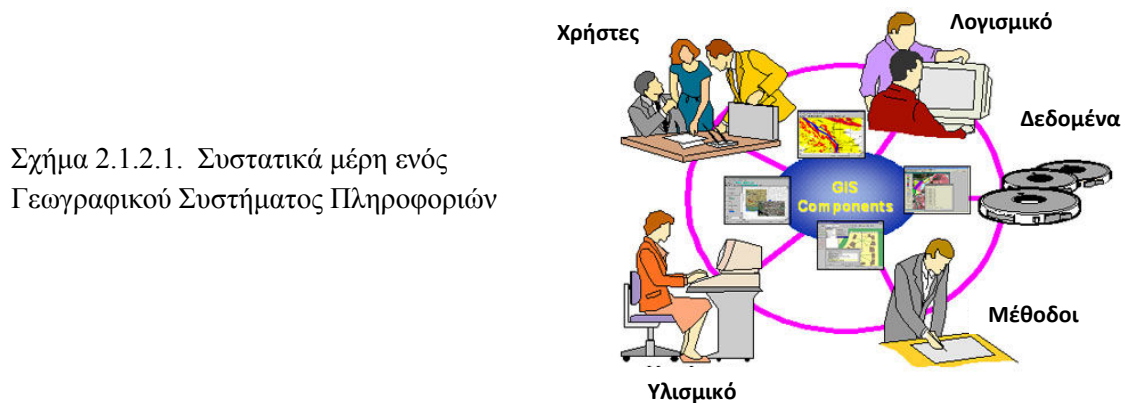 Χρήστες
Λογισμικό
Δεδομένα
Σχήμα 2.1.2.1. Συστατικά μέρη ενός
Γεωγραφικού Συστήματος Πληροφοριών
GIS
Components
Μέθοδοι
Υλισμικό